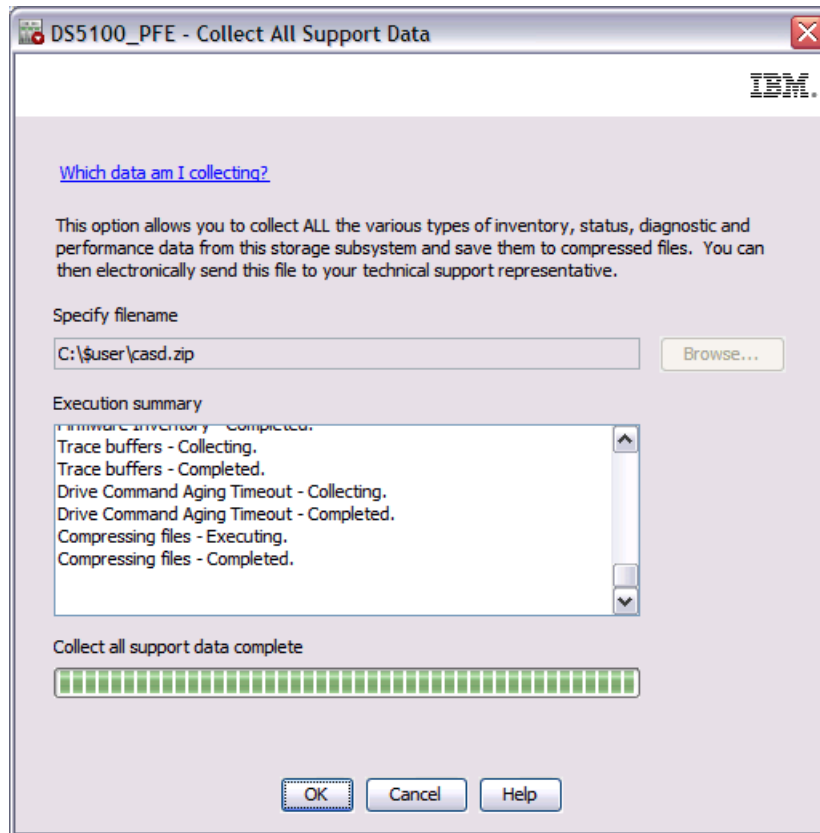 DS5100_PFE - Collect All Support Data
IBM.
Which data am I collecting?
This option allows you to collect ALL the various types of inventory, status, diagnostic and
performance data from this storage subsystem and save them to compressed files. You can
then electronically send this file to your technical support representative.
Specify filename
C:\$user\casd.zip
Browse...
Execution summary
Firmware Inventory - Completed.
Trace buffers - Collecting.
Trace buffers - Completed.
Drive Command Aging Timeout - Collecting.
Drive Command Aging Timeout - Completed.
Compressing files - Executing.
Compressing files - Completed.
Collect all support data complete
OK
Cancel
Help